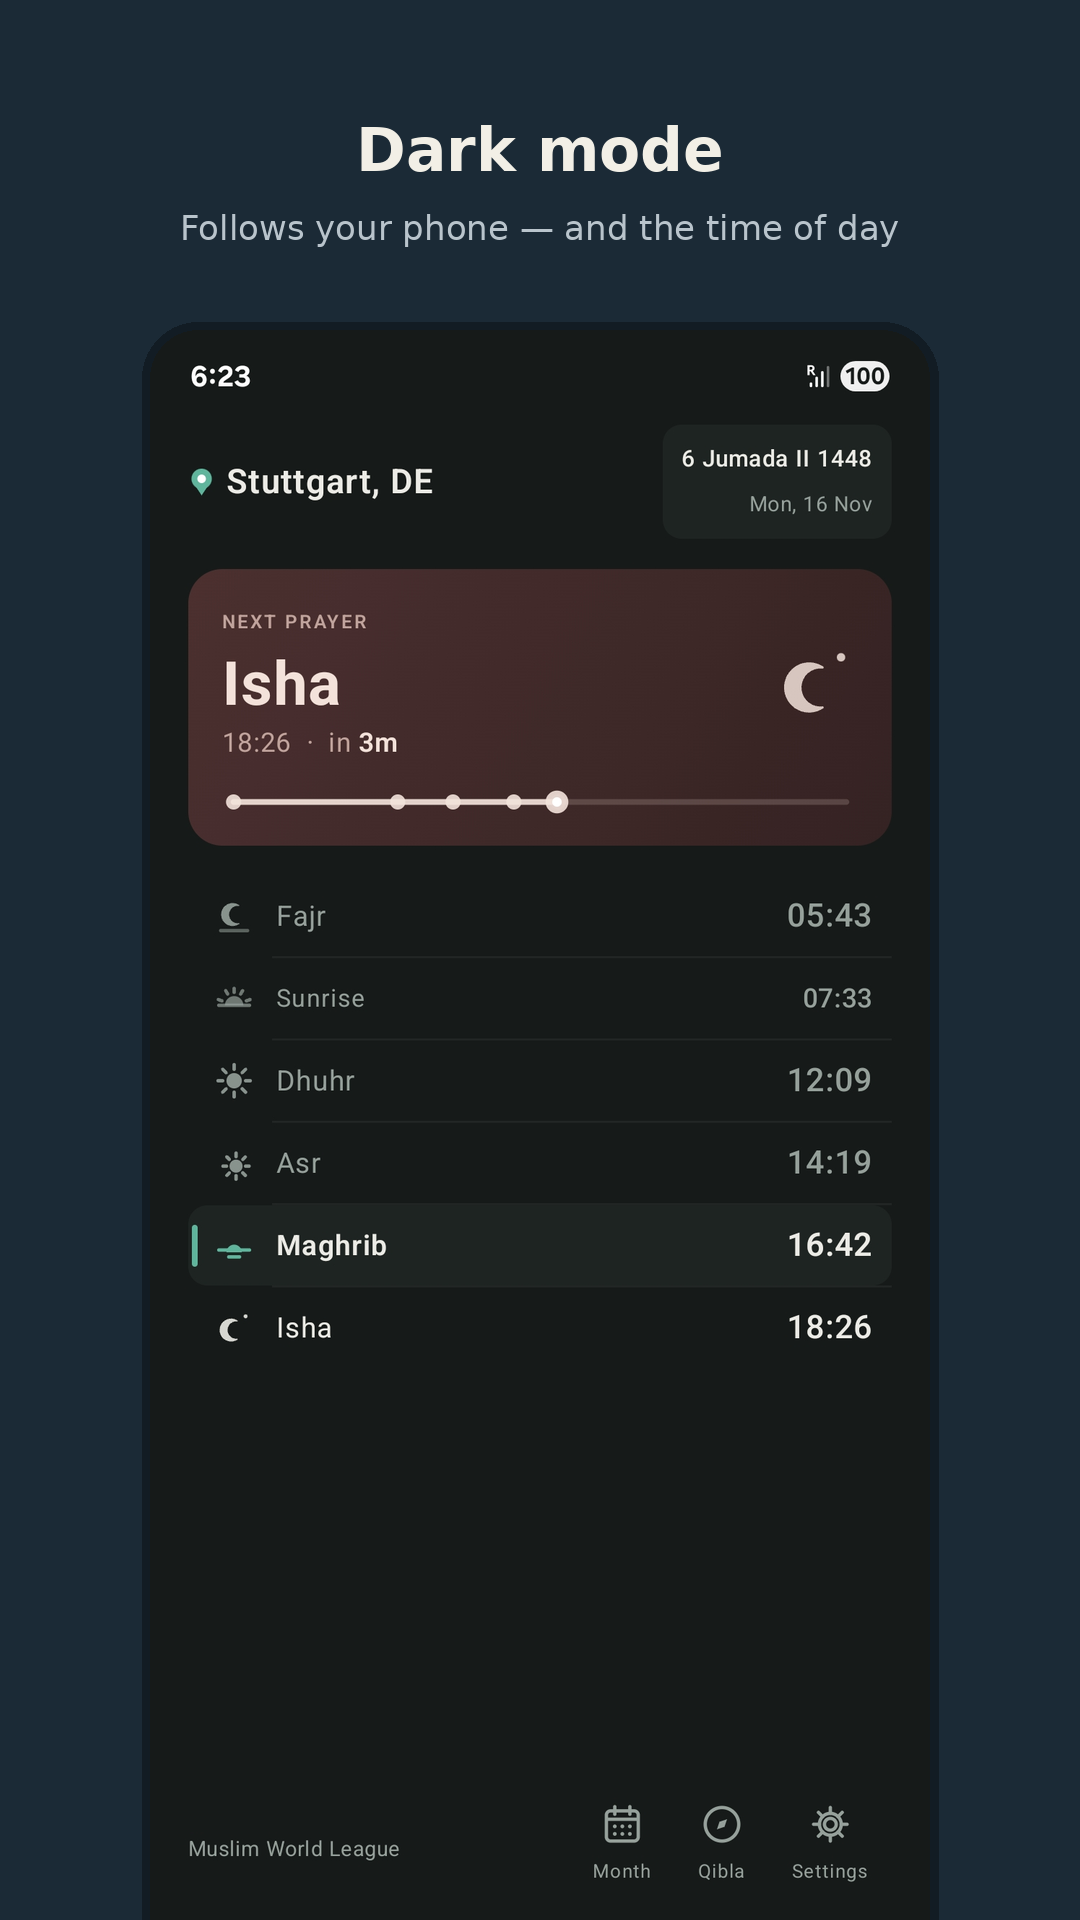 Dark mode
Follows your phone — and the time of day
6:23
R
100
Stuttgart, DE
6 Jumada II 1448
Mon, 16 Nov
NEXT PRAYER
Isha
18:26 · in 3m
Fajr 05:43
Sunrise 07:33
Dhuhr 12:09
Asr 14:19
Maghrib 16:42
Isha 18:26
Muslim World League
Month Qibla Settings